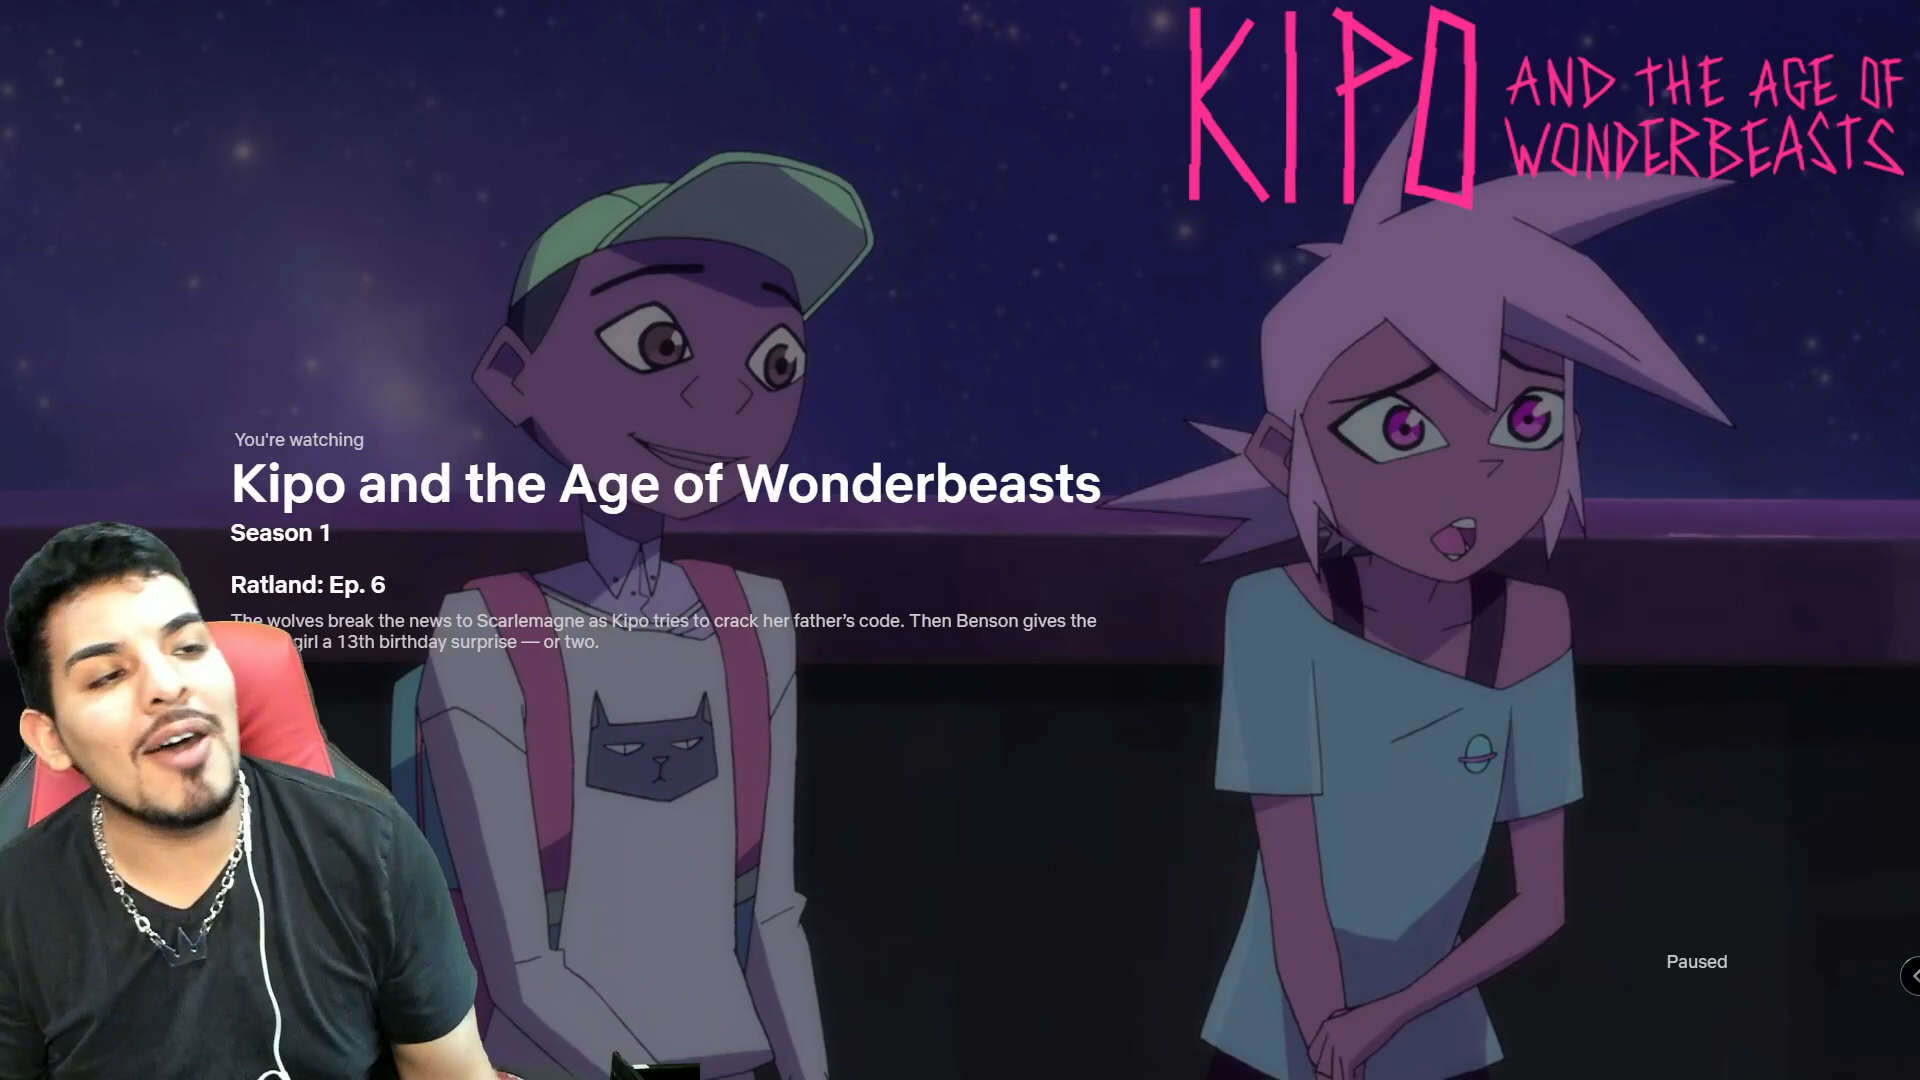 KIPO AND THE AGE OF
WONDERBEASTS
You're watching
Kipo and the Age of Wonderbeasts
Season 1
Ratland: Ep. 6
The wolves break the news to Scarlemagne as Kipo tries to crack her father's code. Then Benson gives the
girl a 13th birthday surprise — or two.
Paused